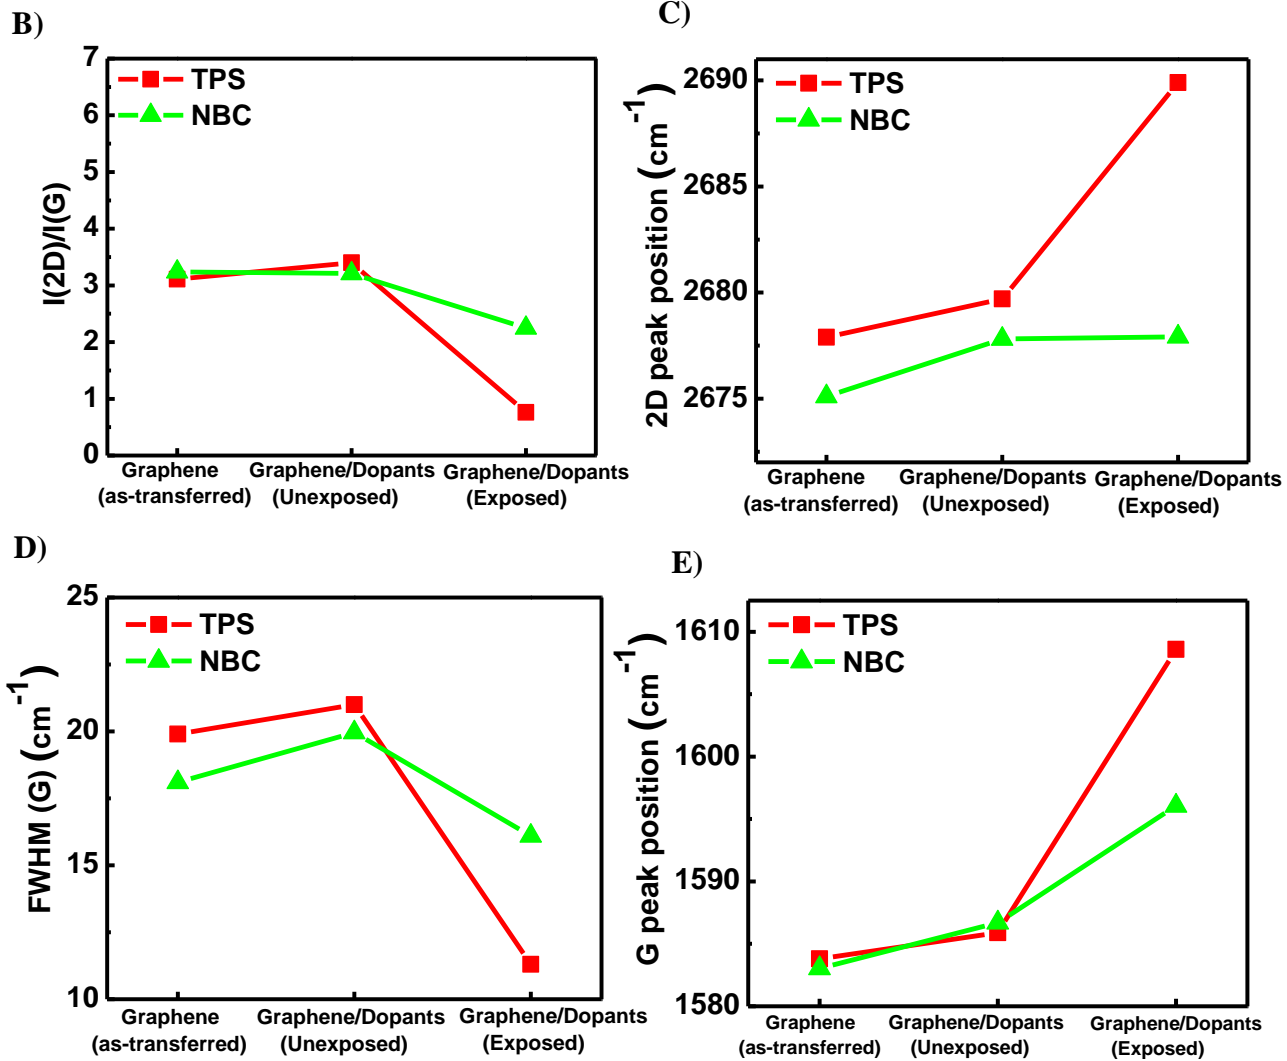 B)
I(2D)/I(G)
7
6
5
4
3
2
1
0
TPS
NBC
Graphene
(as-transferred)
Graphene/Dopants
(Unexposed)
Graphene/Dopants
(Exposed)
C)
2D peak position (cm⁻¹)
2690
2685
2680
2675
TPS
NBC
Graphene
(as-transferred)
Graphene/Dopants
(Unexposed)
Graphene/Dopants
(Exposed)
D)
FWHM (G) (cm⁻¹)
25
20
15
10
TPS
NBC
Graphene
(as-transferred)
Graphene/Dopants
(Unexposed)
Graphene/Dopants
(Exposed)
E)
G peak position (cm⁻¹)
1610
1600
1590
1580
TPS
NBC
Graphene
(as-transferred)
Graphene/Dopants
(Unexposed)
Graphene/Dopants
(Exposed)